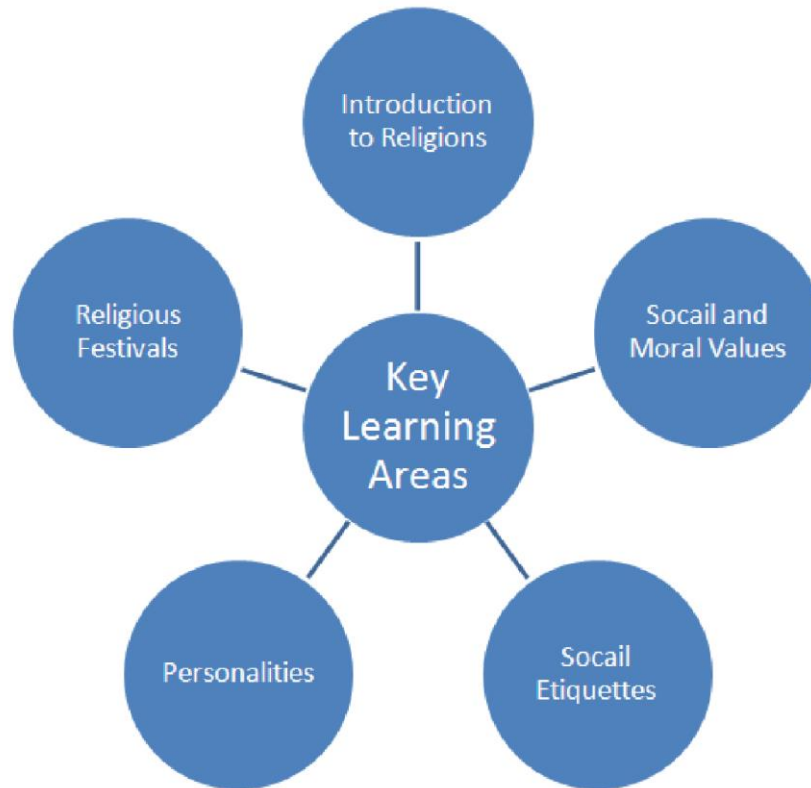 Introduction
to Religions
Religious
Festivals
Socail and
Moral Values
Key
Learning
Areas
Personalities
Socail
Etiquettes